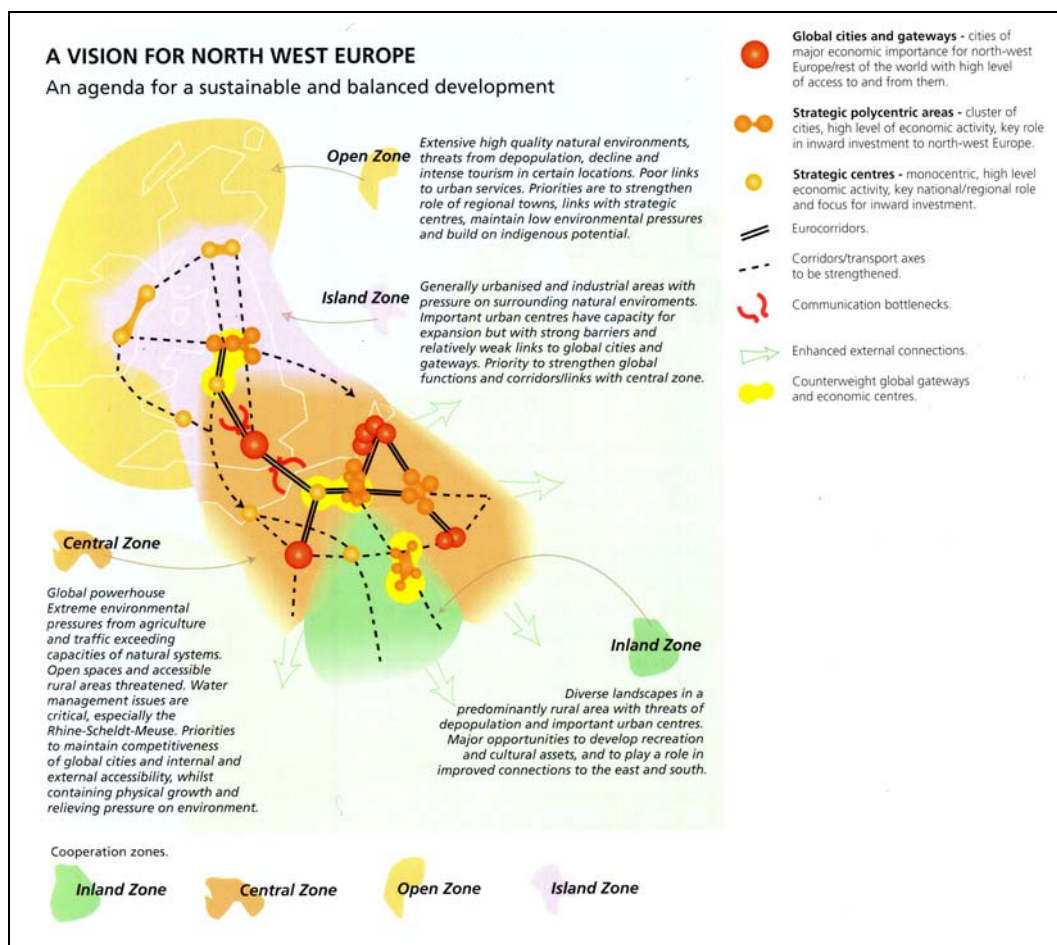 A VISION FOR NORTH WEST EUROPE
An agenda for a sustainable and balanced development
Open Zone
Extensive high quality natural environments,
threats from depopulation, decline and
intense tourism in certain locations. Poor links
to urban services. Priorities are to strengthen
role of regional towns, links with strategic
centres, maintain low environmental pressures
and build on indigenous potential.
Island Zone
Generally urbanised and industrial areas with
pressure on surrounding natural enviroments.
Important urban centres have capacity for
expansion but with strong barriers and
relatively weak links to global cities and
gateways. Priority to strengthen global
functions and corridors/links with central zone.
Central Zone
Global powerhouse
Extreme environmental
pressures from agriculture
and traffic exceeding
capacities of natural systems.
Open spaces and accessible
rural areas threatened. Water
management issues are
critical, especially the
Rhine-Scheldt-Meuse. Priorities
to maintain competitiveness
of global cities and internal and
external accessibility, whilst
containing physical growth and
relieving pressure on environment.
Inland Zone
Diverse landscapes in a
predominantly rural area with threats of
depopulation and important urban centres.
Major opportunities to develop recreation
and cultural assets, and to play a role in
improved connections to the east and south.
Cooperation zones.
Inland Zone
Central Zone
Open Zone
Island Zone
Global cities and gateways - cities of
major economic importance for north-west
Europe/rest of the world with high level
of access to and from them.
Strategic polycentric areas - cluster of
cities, high level of economic activity, key role
in inward investment to north-west Europe.
Strategic centres - monocentric, high level
economic activity, key national/regional role
and focus for inward investment.
Eurocorridors.
Corridors/transport axes
to be strengthened.
Communication bottlenecks.
Enhanced external connections.
Counterweight global gateways
and economic centres.